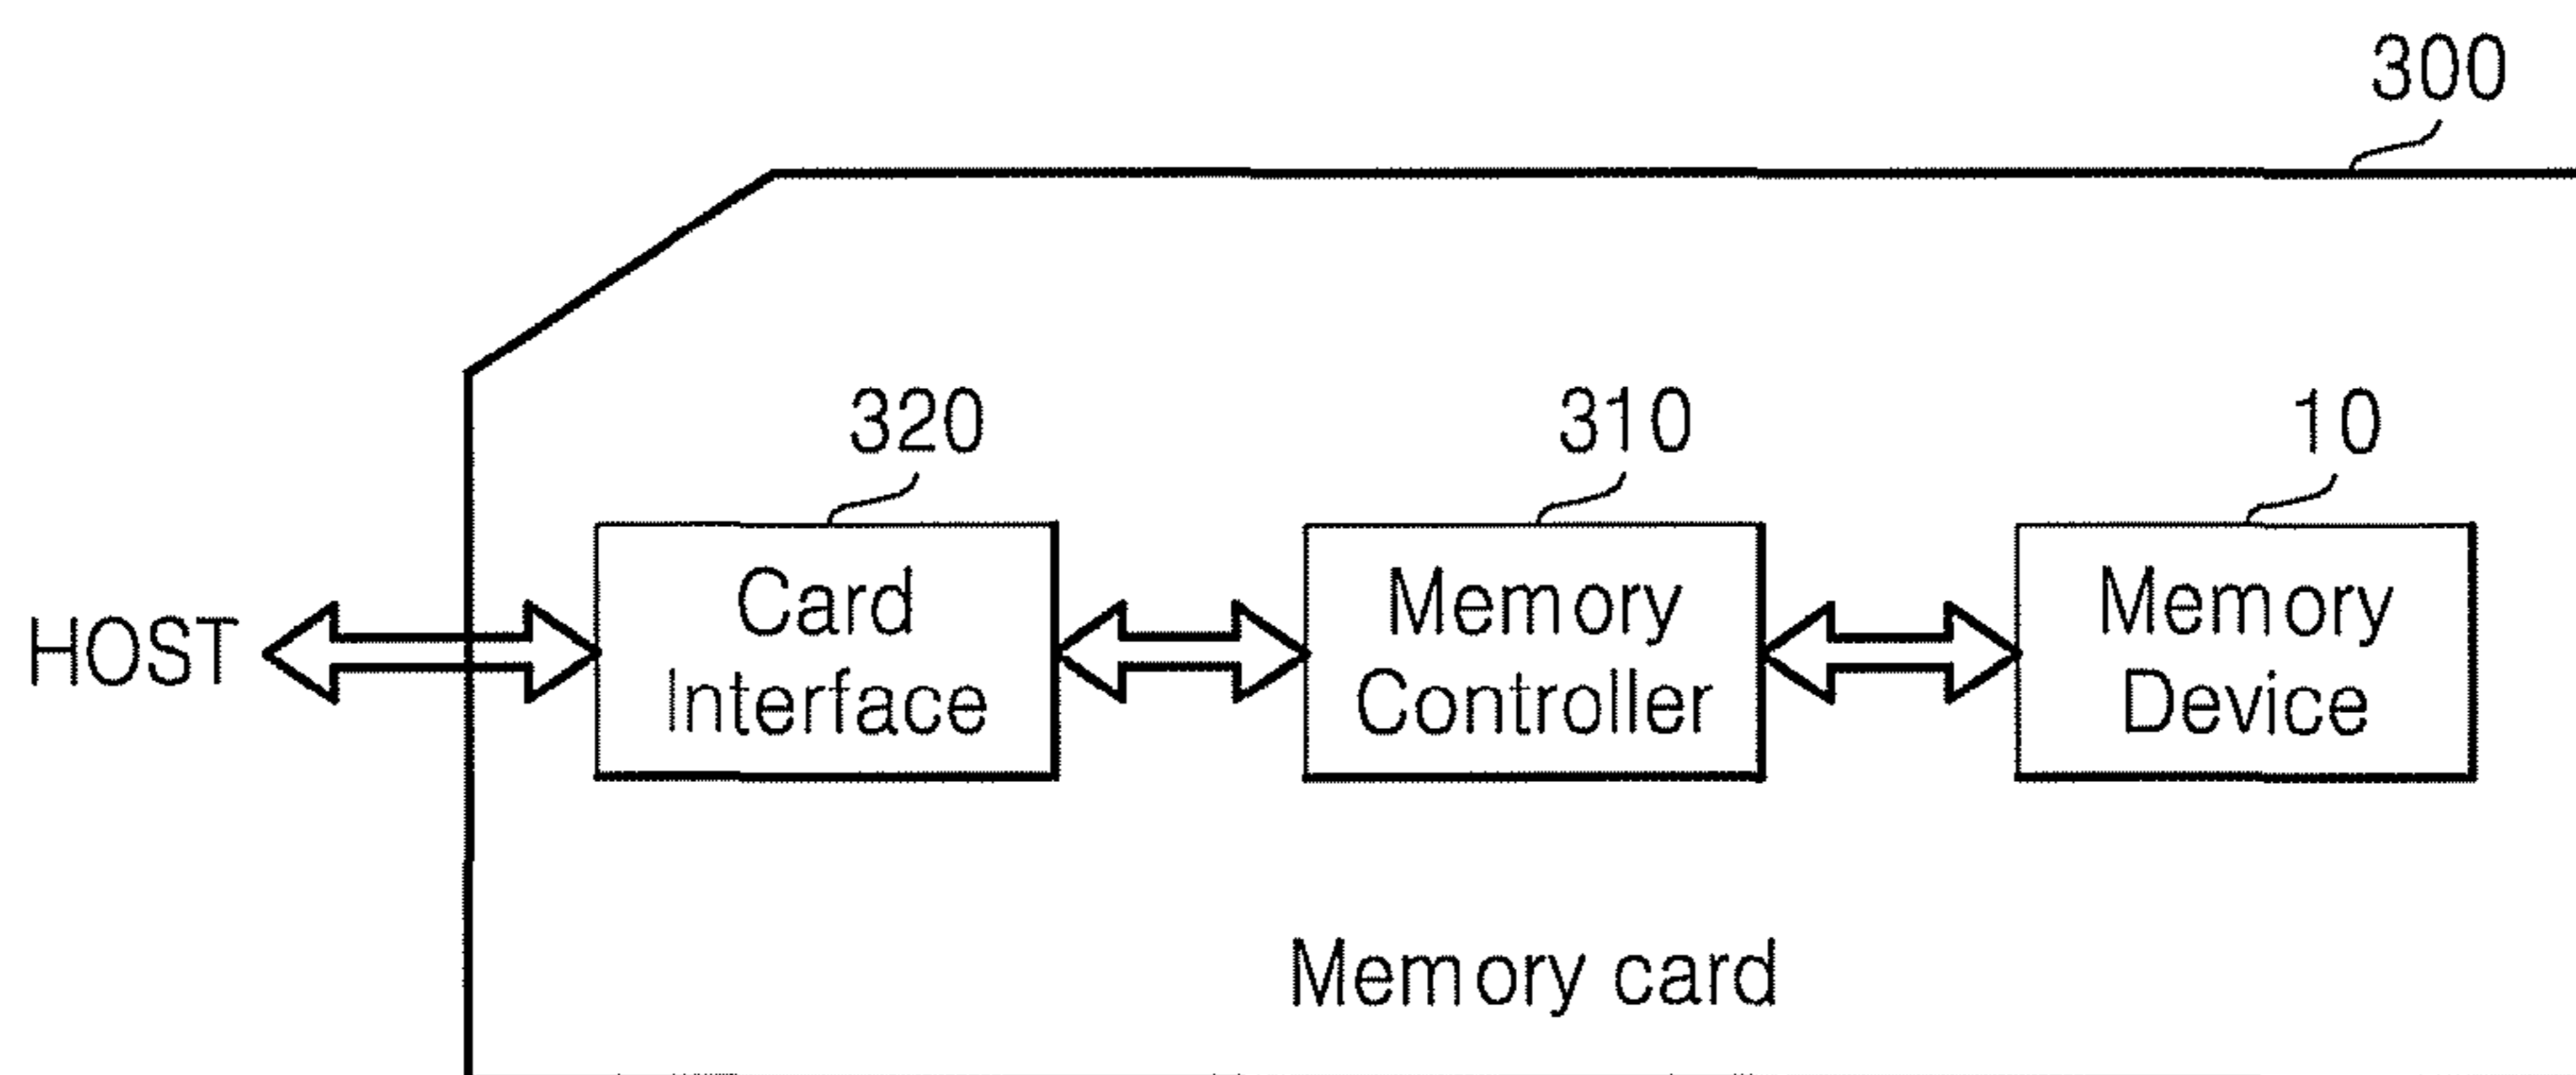 300
320
310
10
HOST
Card
Interface
Memory
Controller
Memory
Device
Memory card